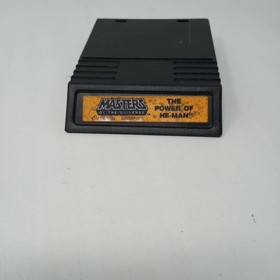 MASTERS
OF THE UNIVERSE
THE
POWER OF
HE-MAN